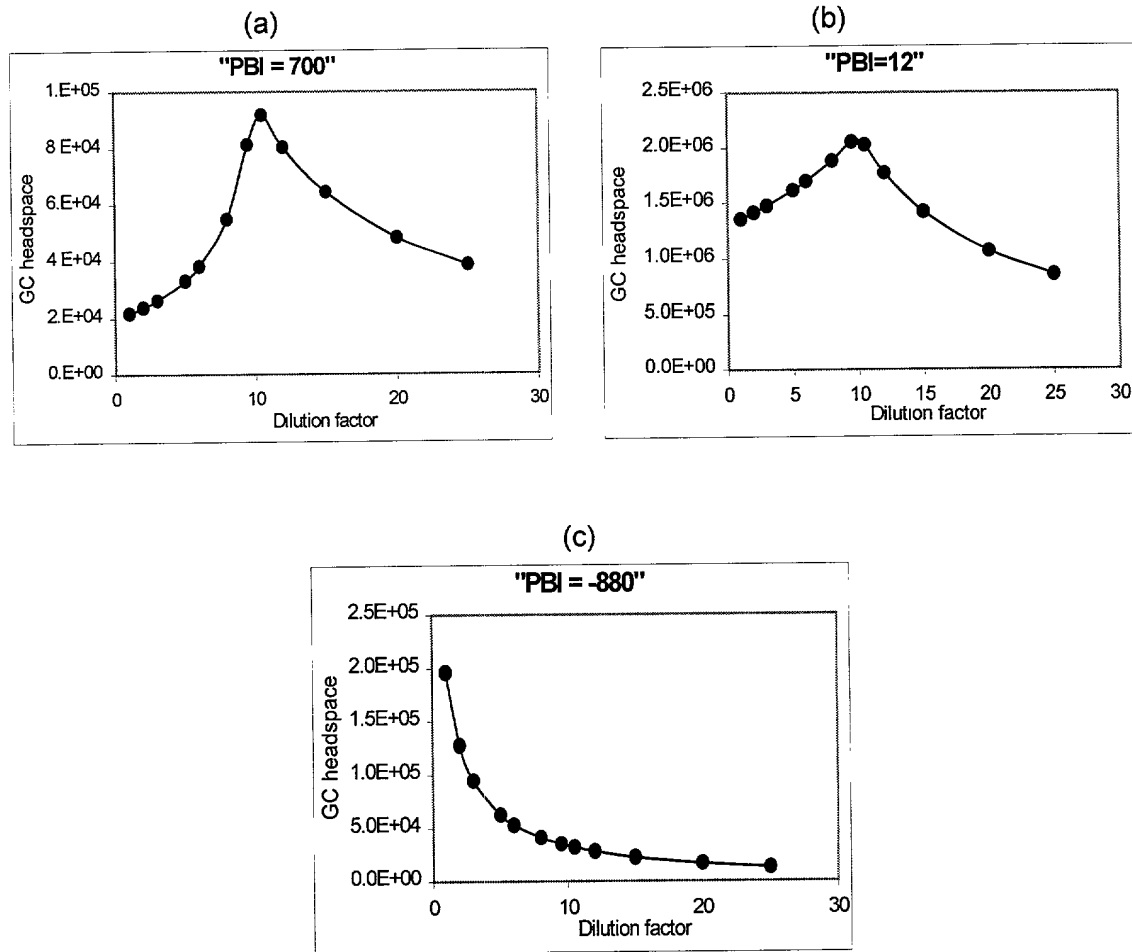 (a)
"PBI = 700"
1.E+05
8.E+04
6.E+04
4.E+04
2.E+04
0.E+00
GC headspace
0 10 20 30
Dilution factor
(b)
"PBI=12"
2.5E+06
2.0E+06
1.5E+06
1.0E+06
5.0E+05
0.0E+00
GC headspace
0 5 10 15 20 25 30
Dilution factor
(c)
"PBI = -880"
2.5E+05
2.0E+05
1.5E+05
1.0E+05
5.0E+04
0.0E+00
GC headspace
0 10 20 30
Dilution factor